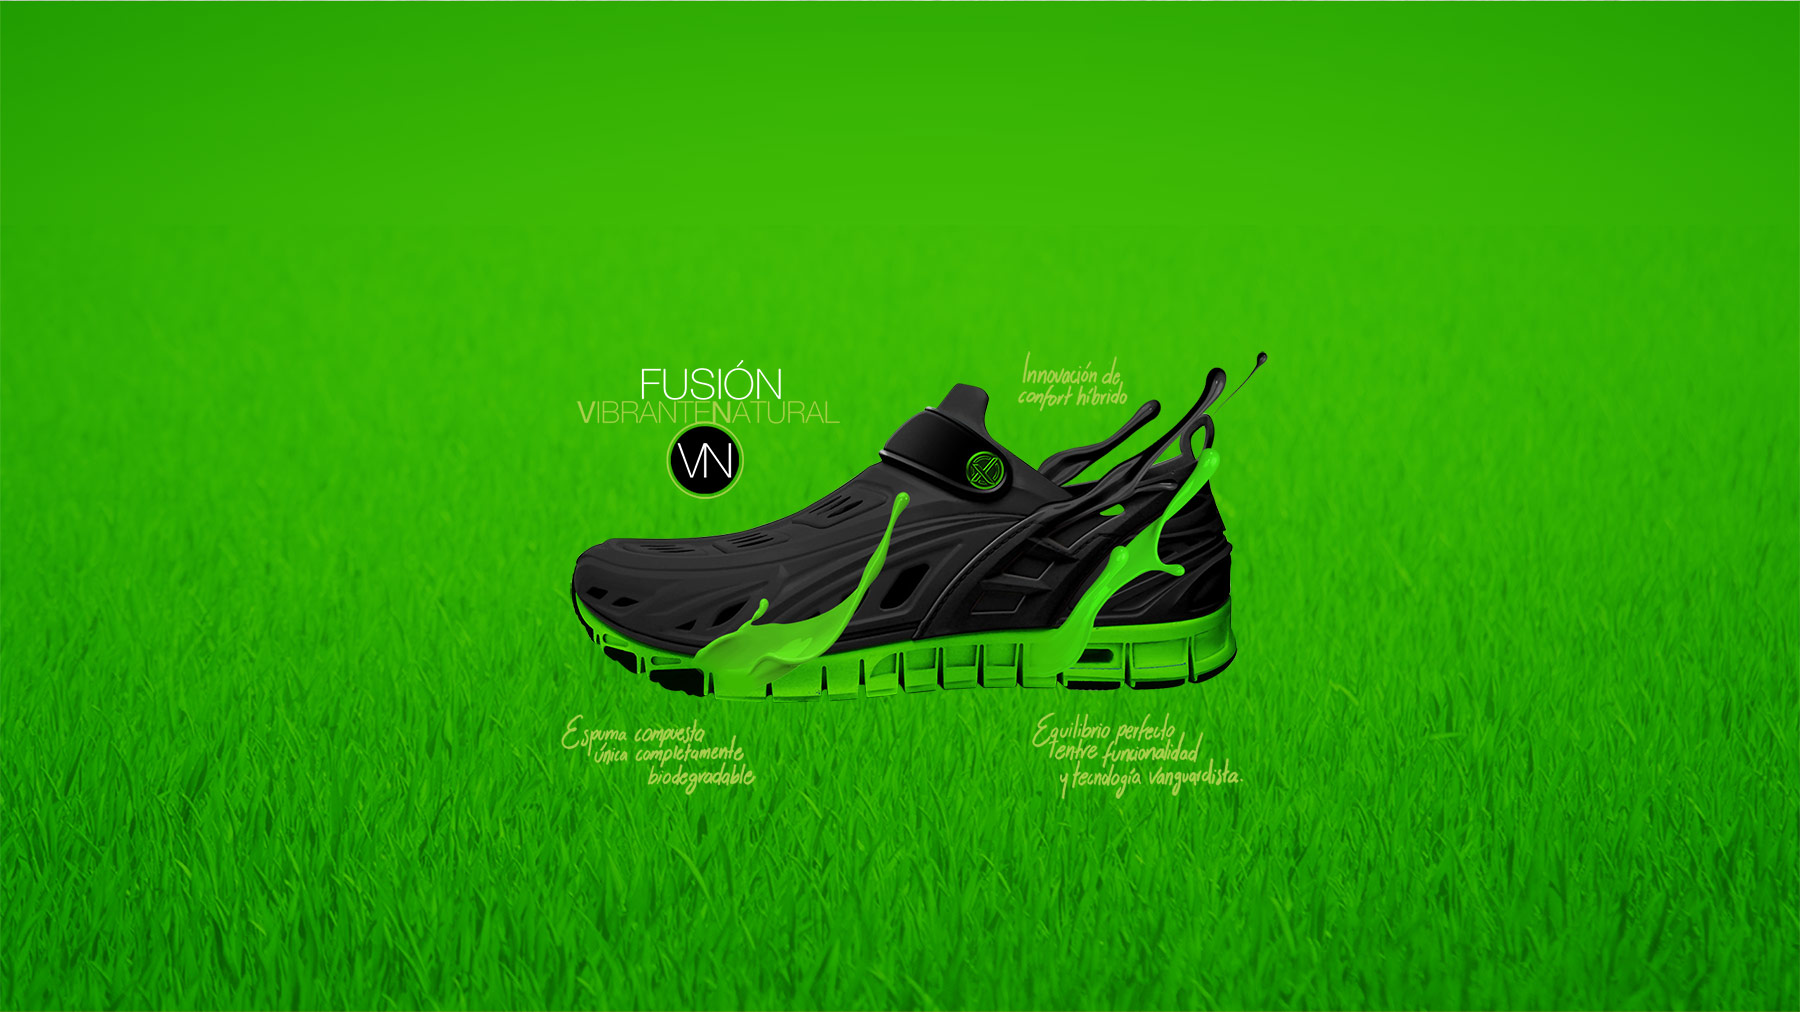 FUSIÓN
VIBRANTENATURAL
VN
Innovación de
confort híbrido
Espuma compuesta
única completamente
biodegradable
Equilibrio perfecto
entre funcionalidad
y tecnología vanguardista.